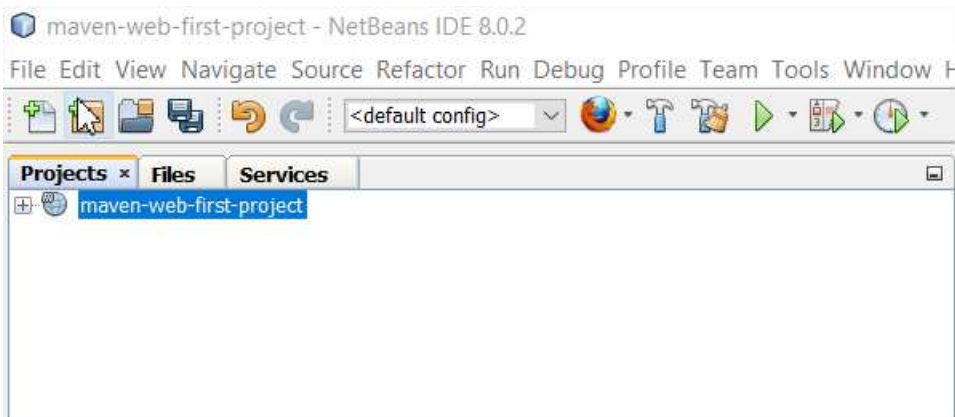 maven-web-first-project - NetBeans IDE 8.0.2
File Edit View Navigate Source Refactor Run Debug Profile Team Tools Window H
<default config>
Projects × Files Services
maven-web-first-project